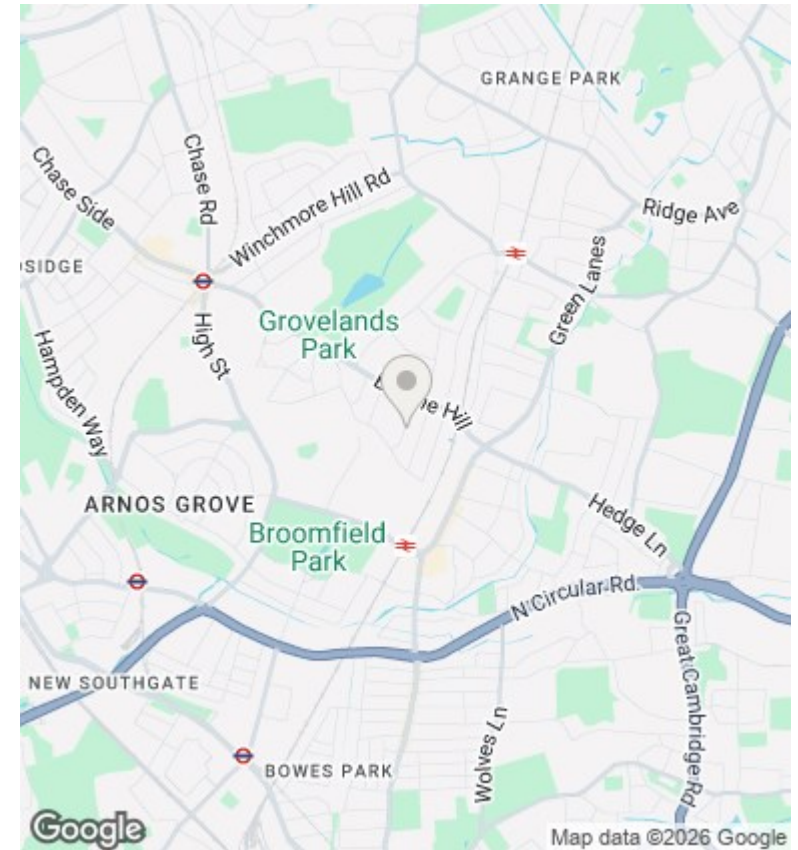 GRANGE PARK
Chase Side
Chase Rd
Winchmore Hill Rd
Ridge Ave
SIDGE
High St
Green Lanes
Grovelands
Park
Hampden Way
ne Hill
ARNOS GROVE
Broomfield
Park
Hedge Ln
N Circular Rd
NEW SOUTHGATE
Great Cambridge Rd
Wolves Ln
BOWES PARK
Google
Map data ©2026 Google